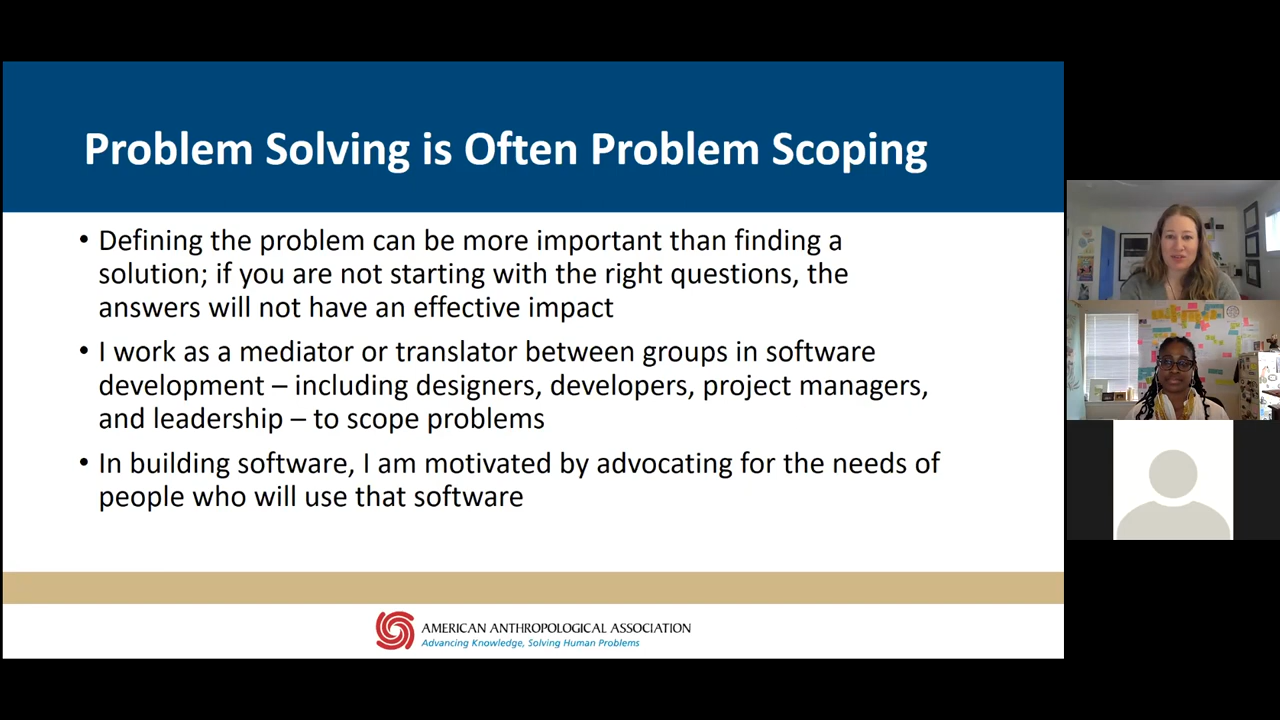 Problem Solving is Often Problem Scoping
• Defining the problem can be more important than finding a
solution; if you are not starting with the right questions, the
answers will not have an effective impact
• I work as a mediator or translator between groups in software
development – including designers, developers, project managers,
and leadership – to scope problems
• In building software, I am motivated by advocating for the needs of
people who will use that software
AMERICAN ANTHROPOLOGICAL ASSOCIATION
Advancing Knowledge, Solving Human Problems